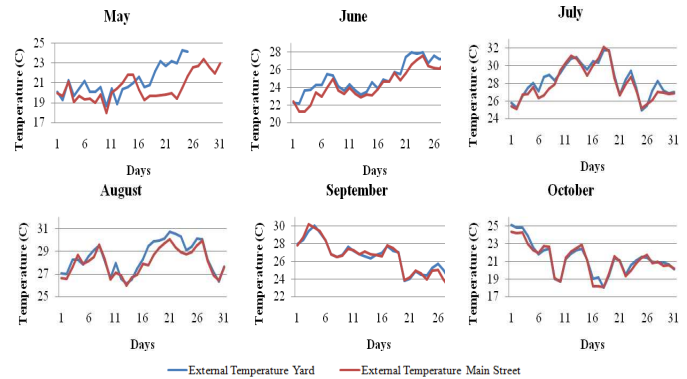 May June July
Temperature (C) 25 23 21 19 17
1 6 11 16 21 26 31
Days
Temperature (C) 28 26 24 22 20
1 6 11 16 21 26
Days
Temperature (C) 32 30 28 26 24
1 6 11 16 21 26 31
Days
August September October
Temperature (C) 31 29 27 25
1 6 11 16 21 26 31
Days
Temperature (C) 30 28 26 24 22
1 6 11 16 21 26
Days
Temperature (C) 25 23 21 19 17
1 6 11 16 21 26 31
Days
External Temperature Yard External Temperature Main Street